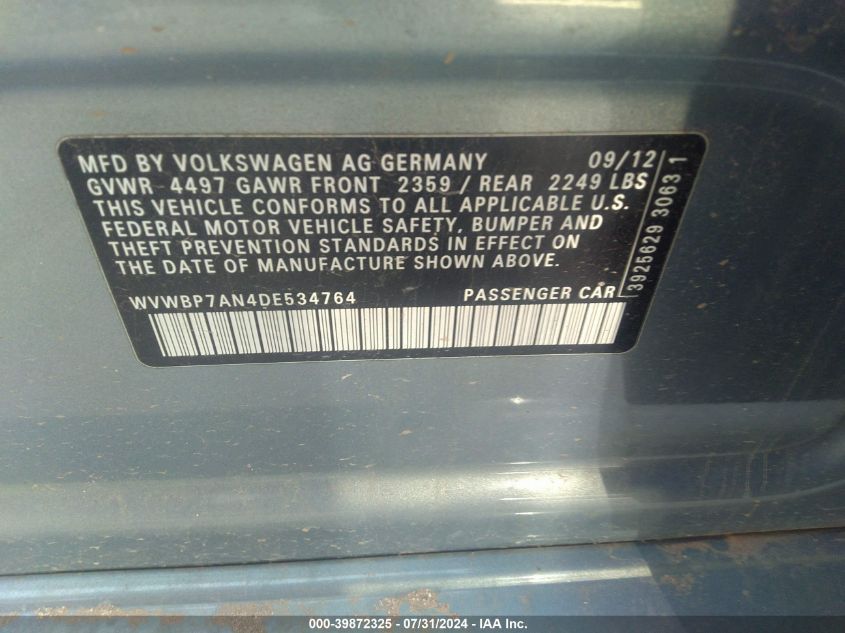 MFD BY VOLKSWAGEN AG GERMANY 09/12
GVWR 4497 GAWR FRONT 2359 / REAR 2249 LBS
THIS VEHICLE CONFORMS TO ALL APPLICABLE U.S.
FEDERAL MOTOR VEHICLE SAFETY, BUMPER AND
THEFT PREVENTION STANDARDS IN EFFECT ON
THE DATE OF MANUFACTURE SHOWN ABOVE.
WVWBP7AN4DE534764 PASSENGER CAR
3925629 3063 1
000-39872325 - 07/31/2024 - IAA Inc.